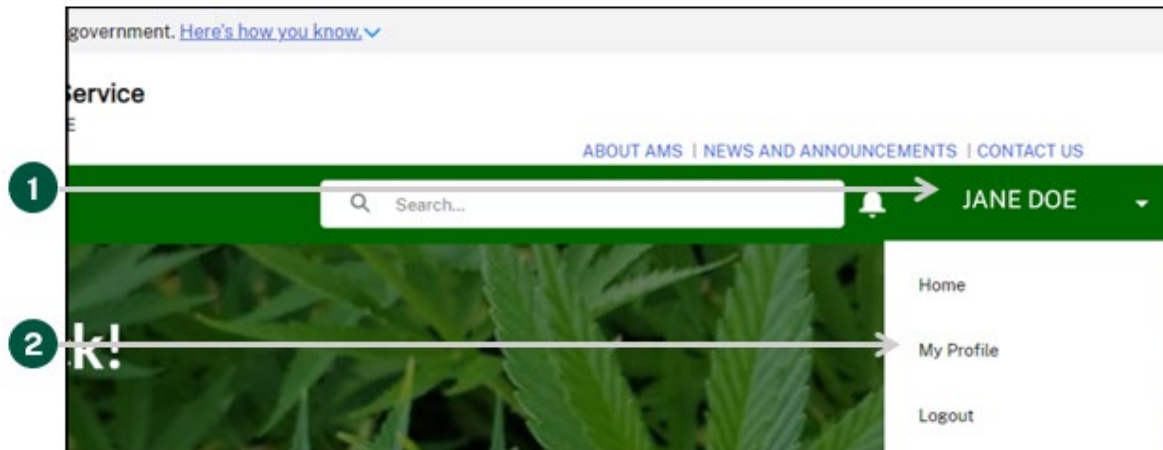 government. Here's how you know.
Service
E
ABOUT AMS | NEWS AND ANNOUNCEMENTS | CONTACT US
1
Search...
JANE DOE
Home
2
k!
My Profile
Logout